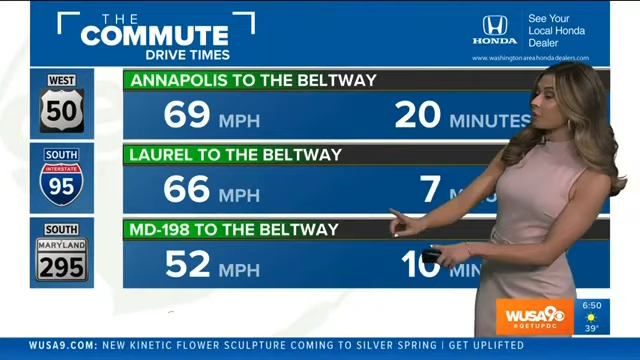 THE
COMMUTE
DRIVE TIMES
HONDA
See Your
Local Honda
Dealer
www.washingtonareahondadealers.com
WEST
50
ANNAPOLIS TO THE BELTWAY
69 MPH
20 MINUTES
SOUTH
INTERSTATE
95
LAUREL TO THE BELTWAY
66 MPH
7
SOUTH
MARYLAND
295
MD-198 TO THE BELTWAY
52 MPH
10 MIN
WUSA9
#GETUPDC
6:50
39°
WUSA9.COM: NEW KINETIC FLOWER SCULPTURE COMING TO SILVER SPRING | GET UPLIFTED